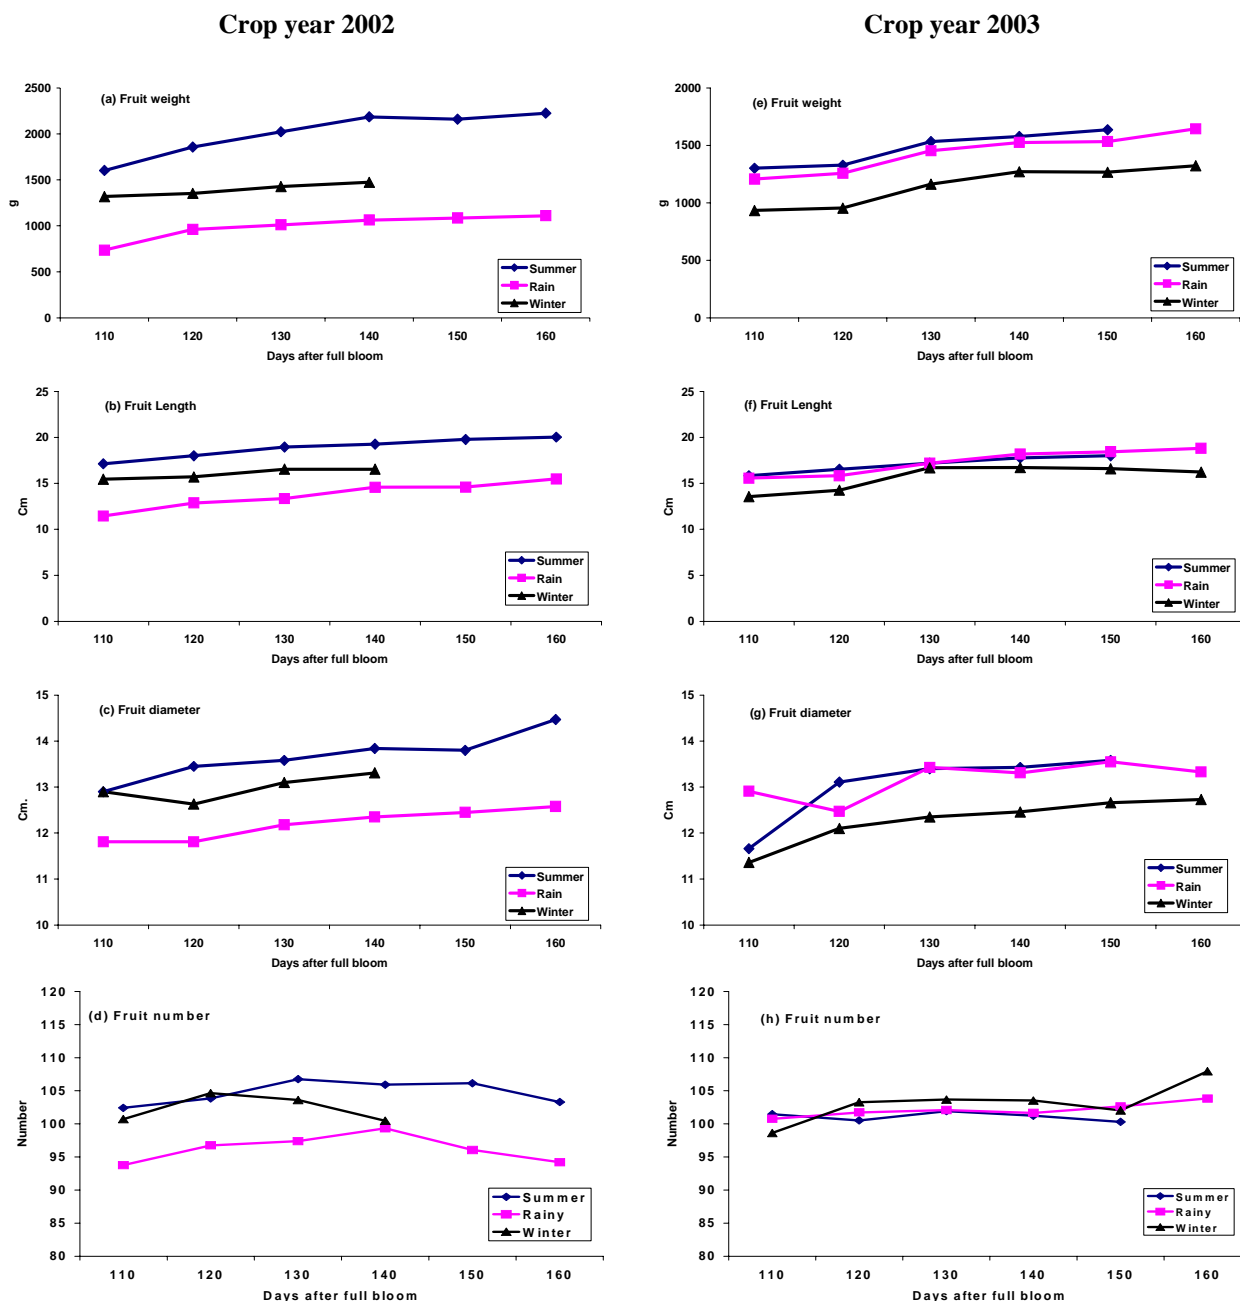 Crop year 2002
Crop year 2003
(a) Fruit weight
2500
2000
1500
1000
500
0
g
110 120 130 140 150 160
Days after full bloom
Summer
Rain
Winter
(e) Fruit weight
2000
1500
1000
500
0
g
110 120 130 140 150 160
Days after full bloom
Summer
Rain
Winter
(b) Fruit Length
25
20
15
10
5
0
Cm
110 120 130 140 150 160
Days after full bloom
Summer
Rain
Winter
(f) Fruit Lenght
25
20
15
10
5
0
Cm
110 120 130 140 150 160
Days after full bloom
Summer
Rain
Winter
(c) Fruit diameter
15
14
13
12
11
10
Cm.
110 120 130 140 150 160
Days after full bloom
Summer
Rain
Winter
(g) Fruit diameter
15
14
13
12
11
10
Cm
110 120 130 140 150 160
Days after full bloom
Summer
Rain
Winter
(d) Fruit number
120
115
110
105
100
95
90
85
80
Number
110 120 130 140 150 160
Days after full bloom
Summer
Rainy
Winter
(h) Fruit number
120
115
110
105
100
95
90
85
80
Number
110 120 130 140 150 160
Days after full bloom
Summer
Rainy
Winter